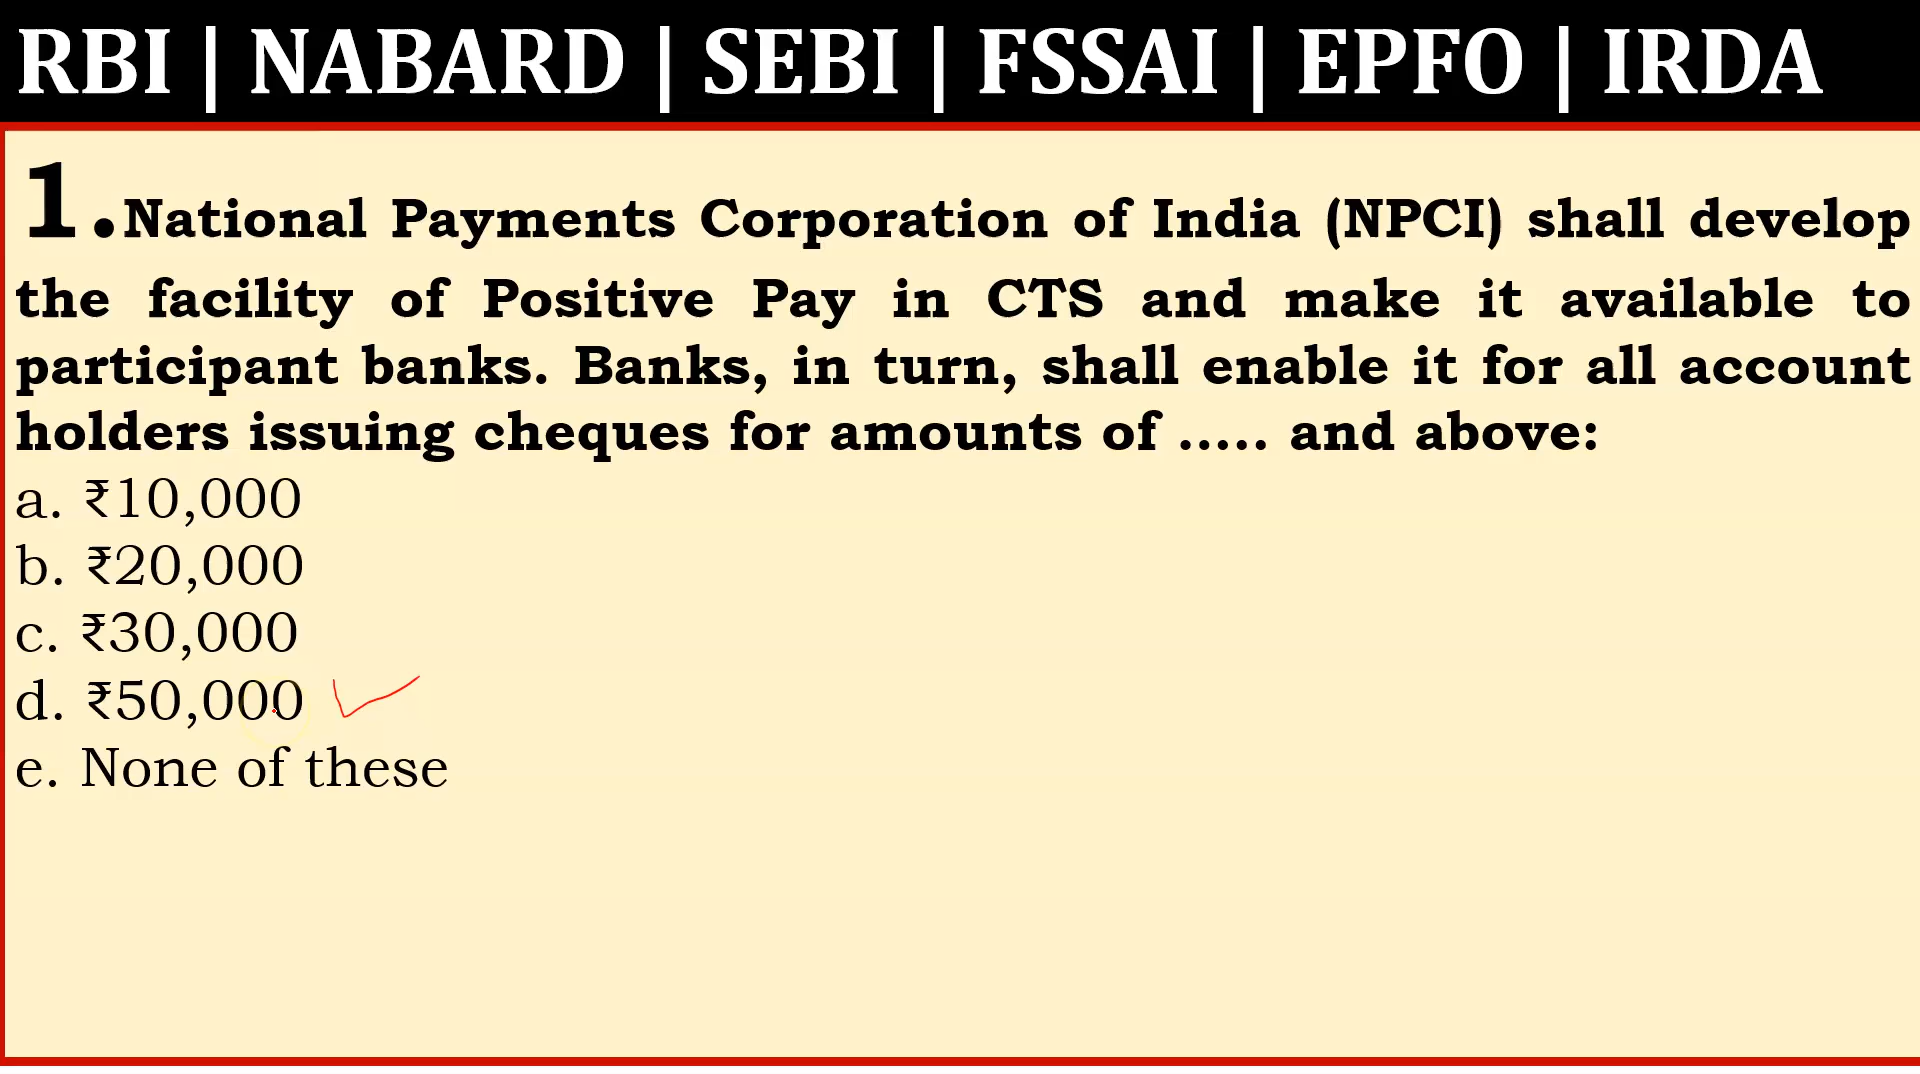 RBI | NABARD | SEBI | FSSAI | EPFO | IRDA
1.National Payments Corporation of India (NPCI) shall develop
the facility of Positive Pay in CTS and make it available to
participant banks. Banks, in turn, shall enable it for all account
holders issuing cheques for amounts of ..... and above:
a. ₹10,000
b. ₹20,000
c. ₹30,000
d. ₹50,000
e. None of these